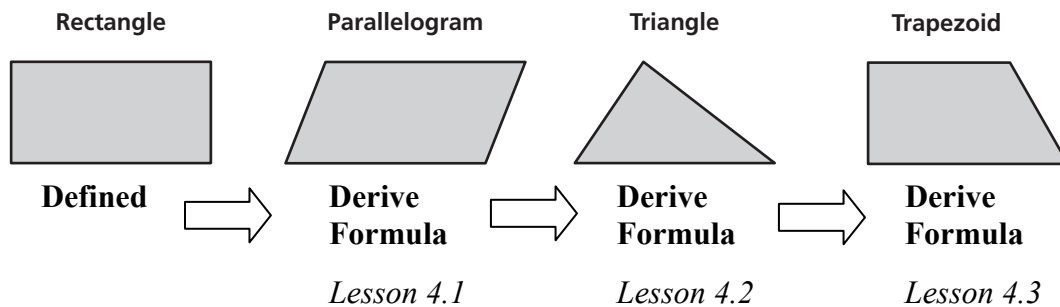 Rectangle Parallelogram Triangle Trapezoid
Defined Derive Derive Derive
Formula Formula Formula
Lesson 4.1 Lesson 4.2 Lesson 4.3